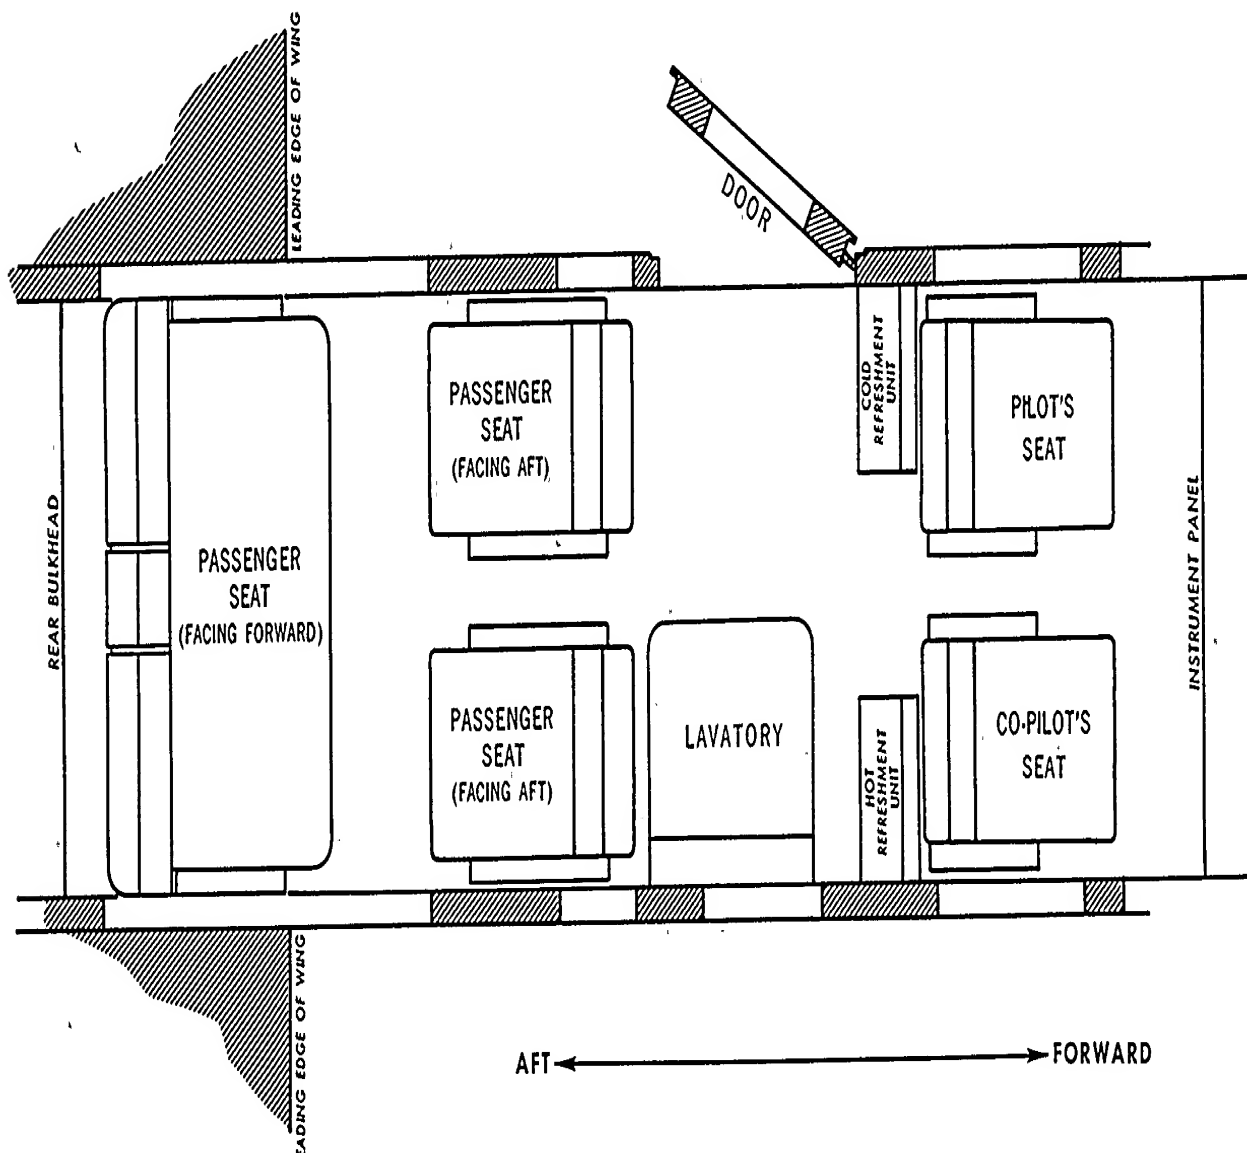 LEADING EDGE OF WING
DOOR
COLD
REFRESHMENT
UNIT
PASSENGER
SEAT
(FACING AFT)
PILOT'S
SEAT
REAR BULKHEAD
PASSENGER
SEAT
(FACING FORWARD)
INSTRUMENT PANEL
PASSENGER
SEAT
(FACING AFT)
LAVATORY
HOT
REFRESHMENT
UNIT
CO-PILOT'S
SEAT
EADING EDGE OF WING
AFT
FORWARD